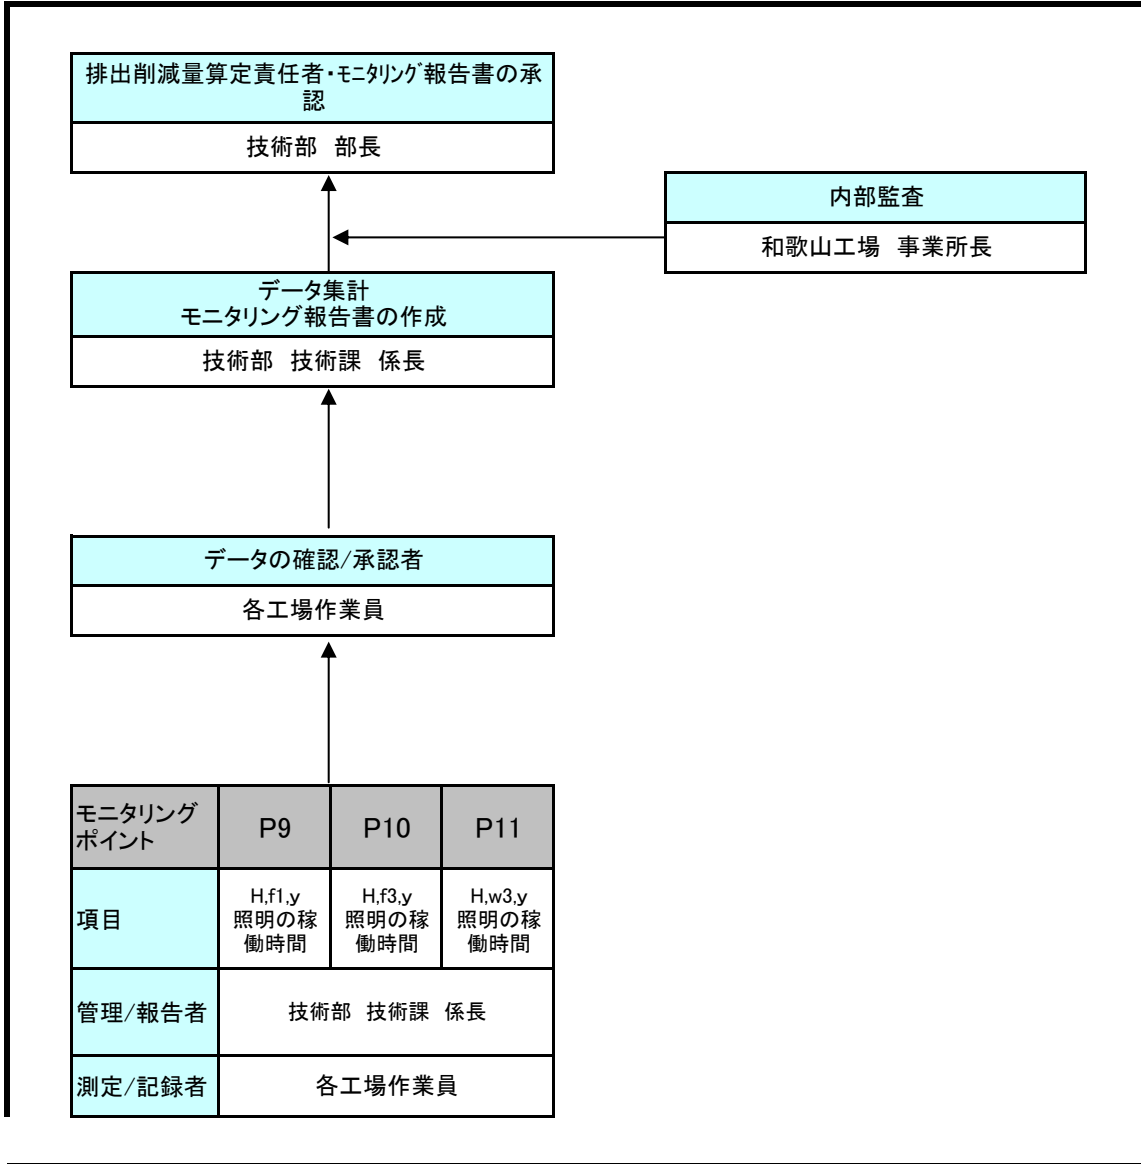 排出削減量算定責任者・ﾓﾆﾀﾘﾝｸﾞ報告書の承
認
技術部　部長
内部監査
和歌山工場　事業所長
データ集計
モニタリング報告書の作成
技術部　技術課　係長
データの確認/承認者
各工場作業員
モニタリング
ポイント
P9
P10
P11
項目
H,f1,y
照明の稼
働時間
H,f3,y
照明の稼
働時間
H,w3,y
照明の稼
働時間
管理/報告者
技術部　技術課　係長
測定/記録者
各工場作業員